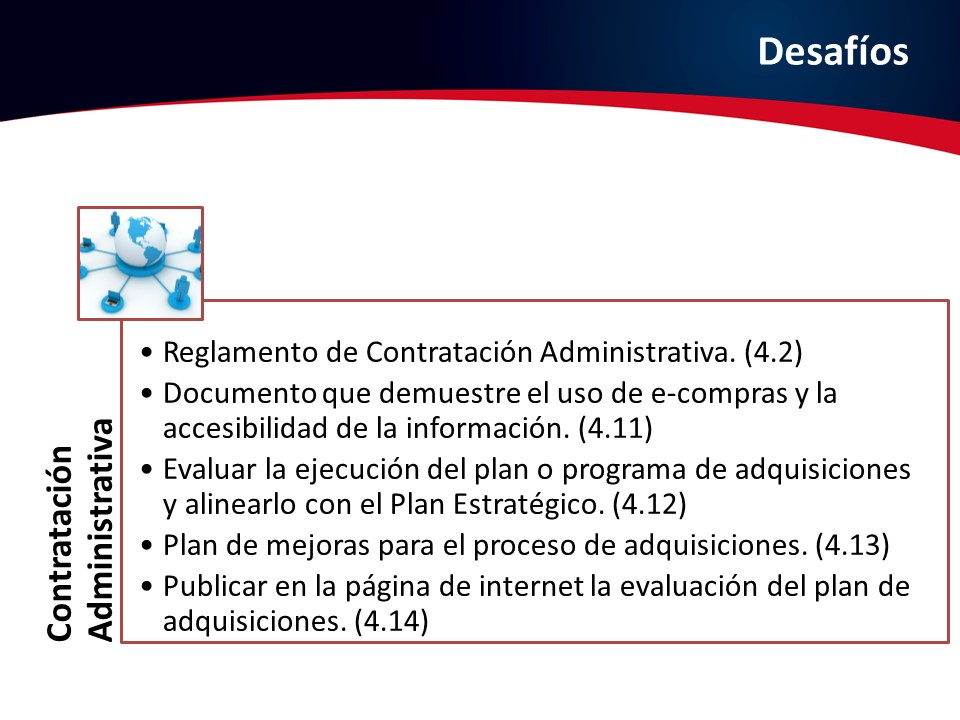 Desafíos
Contratación
Administrativa
• Reglamento de Contratación Administrativa. (4.2)
• Documento que demuestre el uso de e-compras y la
accesibilidad de la información. (4.11)
• Evaluar la ejecución del plan o programa de adquisiciones
y alinearlo con el Plan Estratégico. (4.12)
• Plan de mejoras para el proceso de adquisiciones. (4.13)
• Publicar en la página de internet la evaluación del plan de
adquisiciones. (4.14)